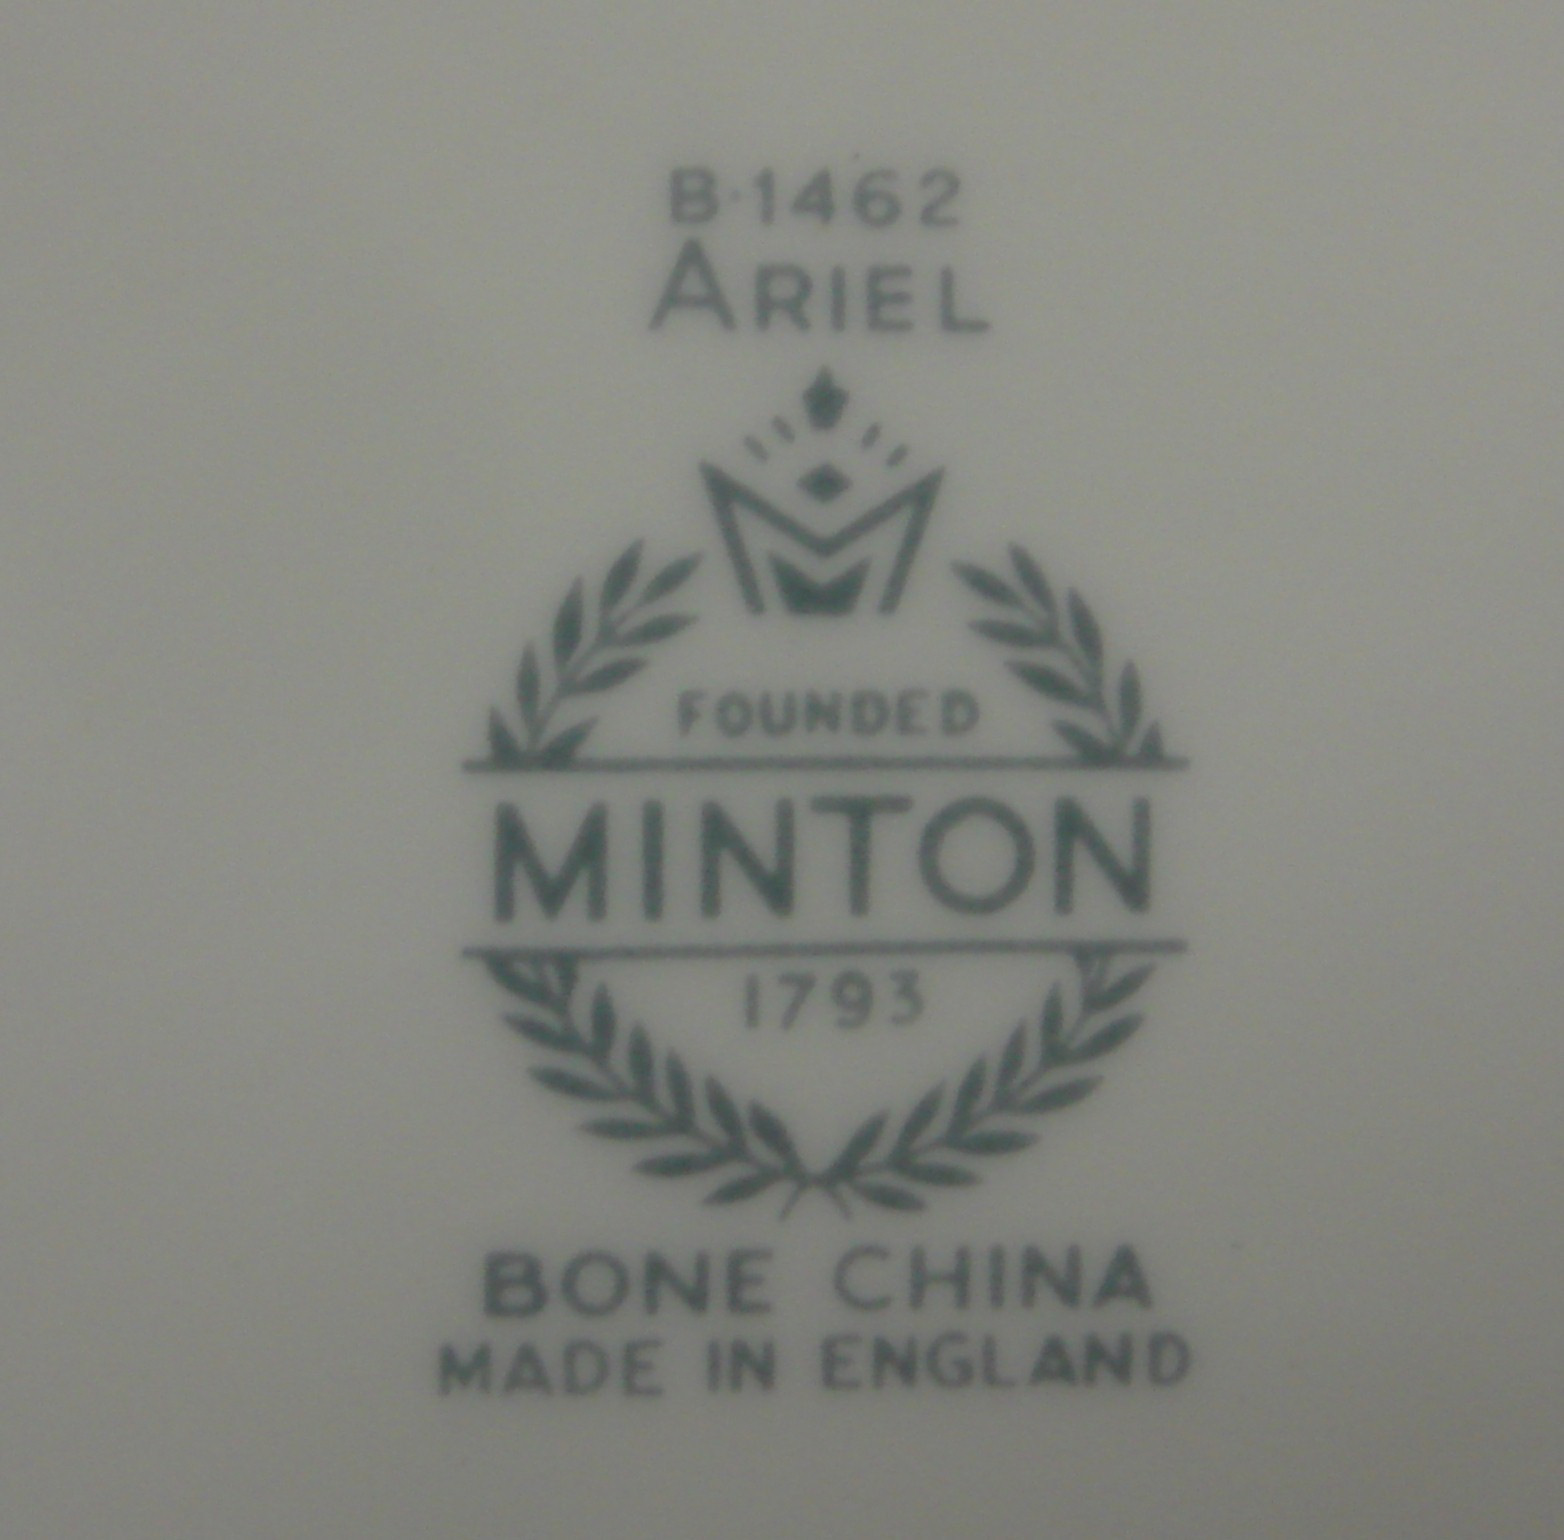 B·1462
ARIEL
M
FOUNDED
MINTON
1793
BONE CHINA
MADE IN ENGLAND